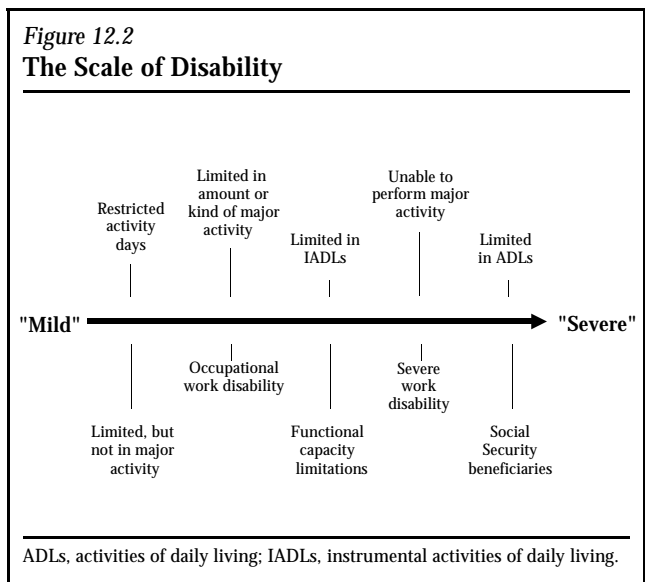 Figure 12.2
The Scale of Disability
Restricted
activity
days
Limited in
amount or
kind of major
activity
Limited in
IADLs
Unable to
perform major
activity
Limited
in ADLs
"Mild"
"Severe"
Limited, but
not in major
activity
Occupational
work disability
Functional
capacity
limitations
Severe
work
disability
Social
Security
beneficiaries
ADLs, activities of daily living; IADLs, instrumental activities of daily living.